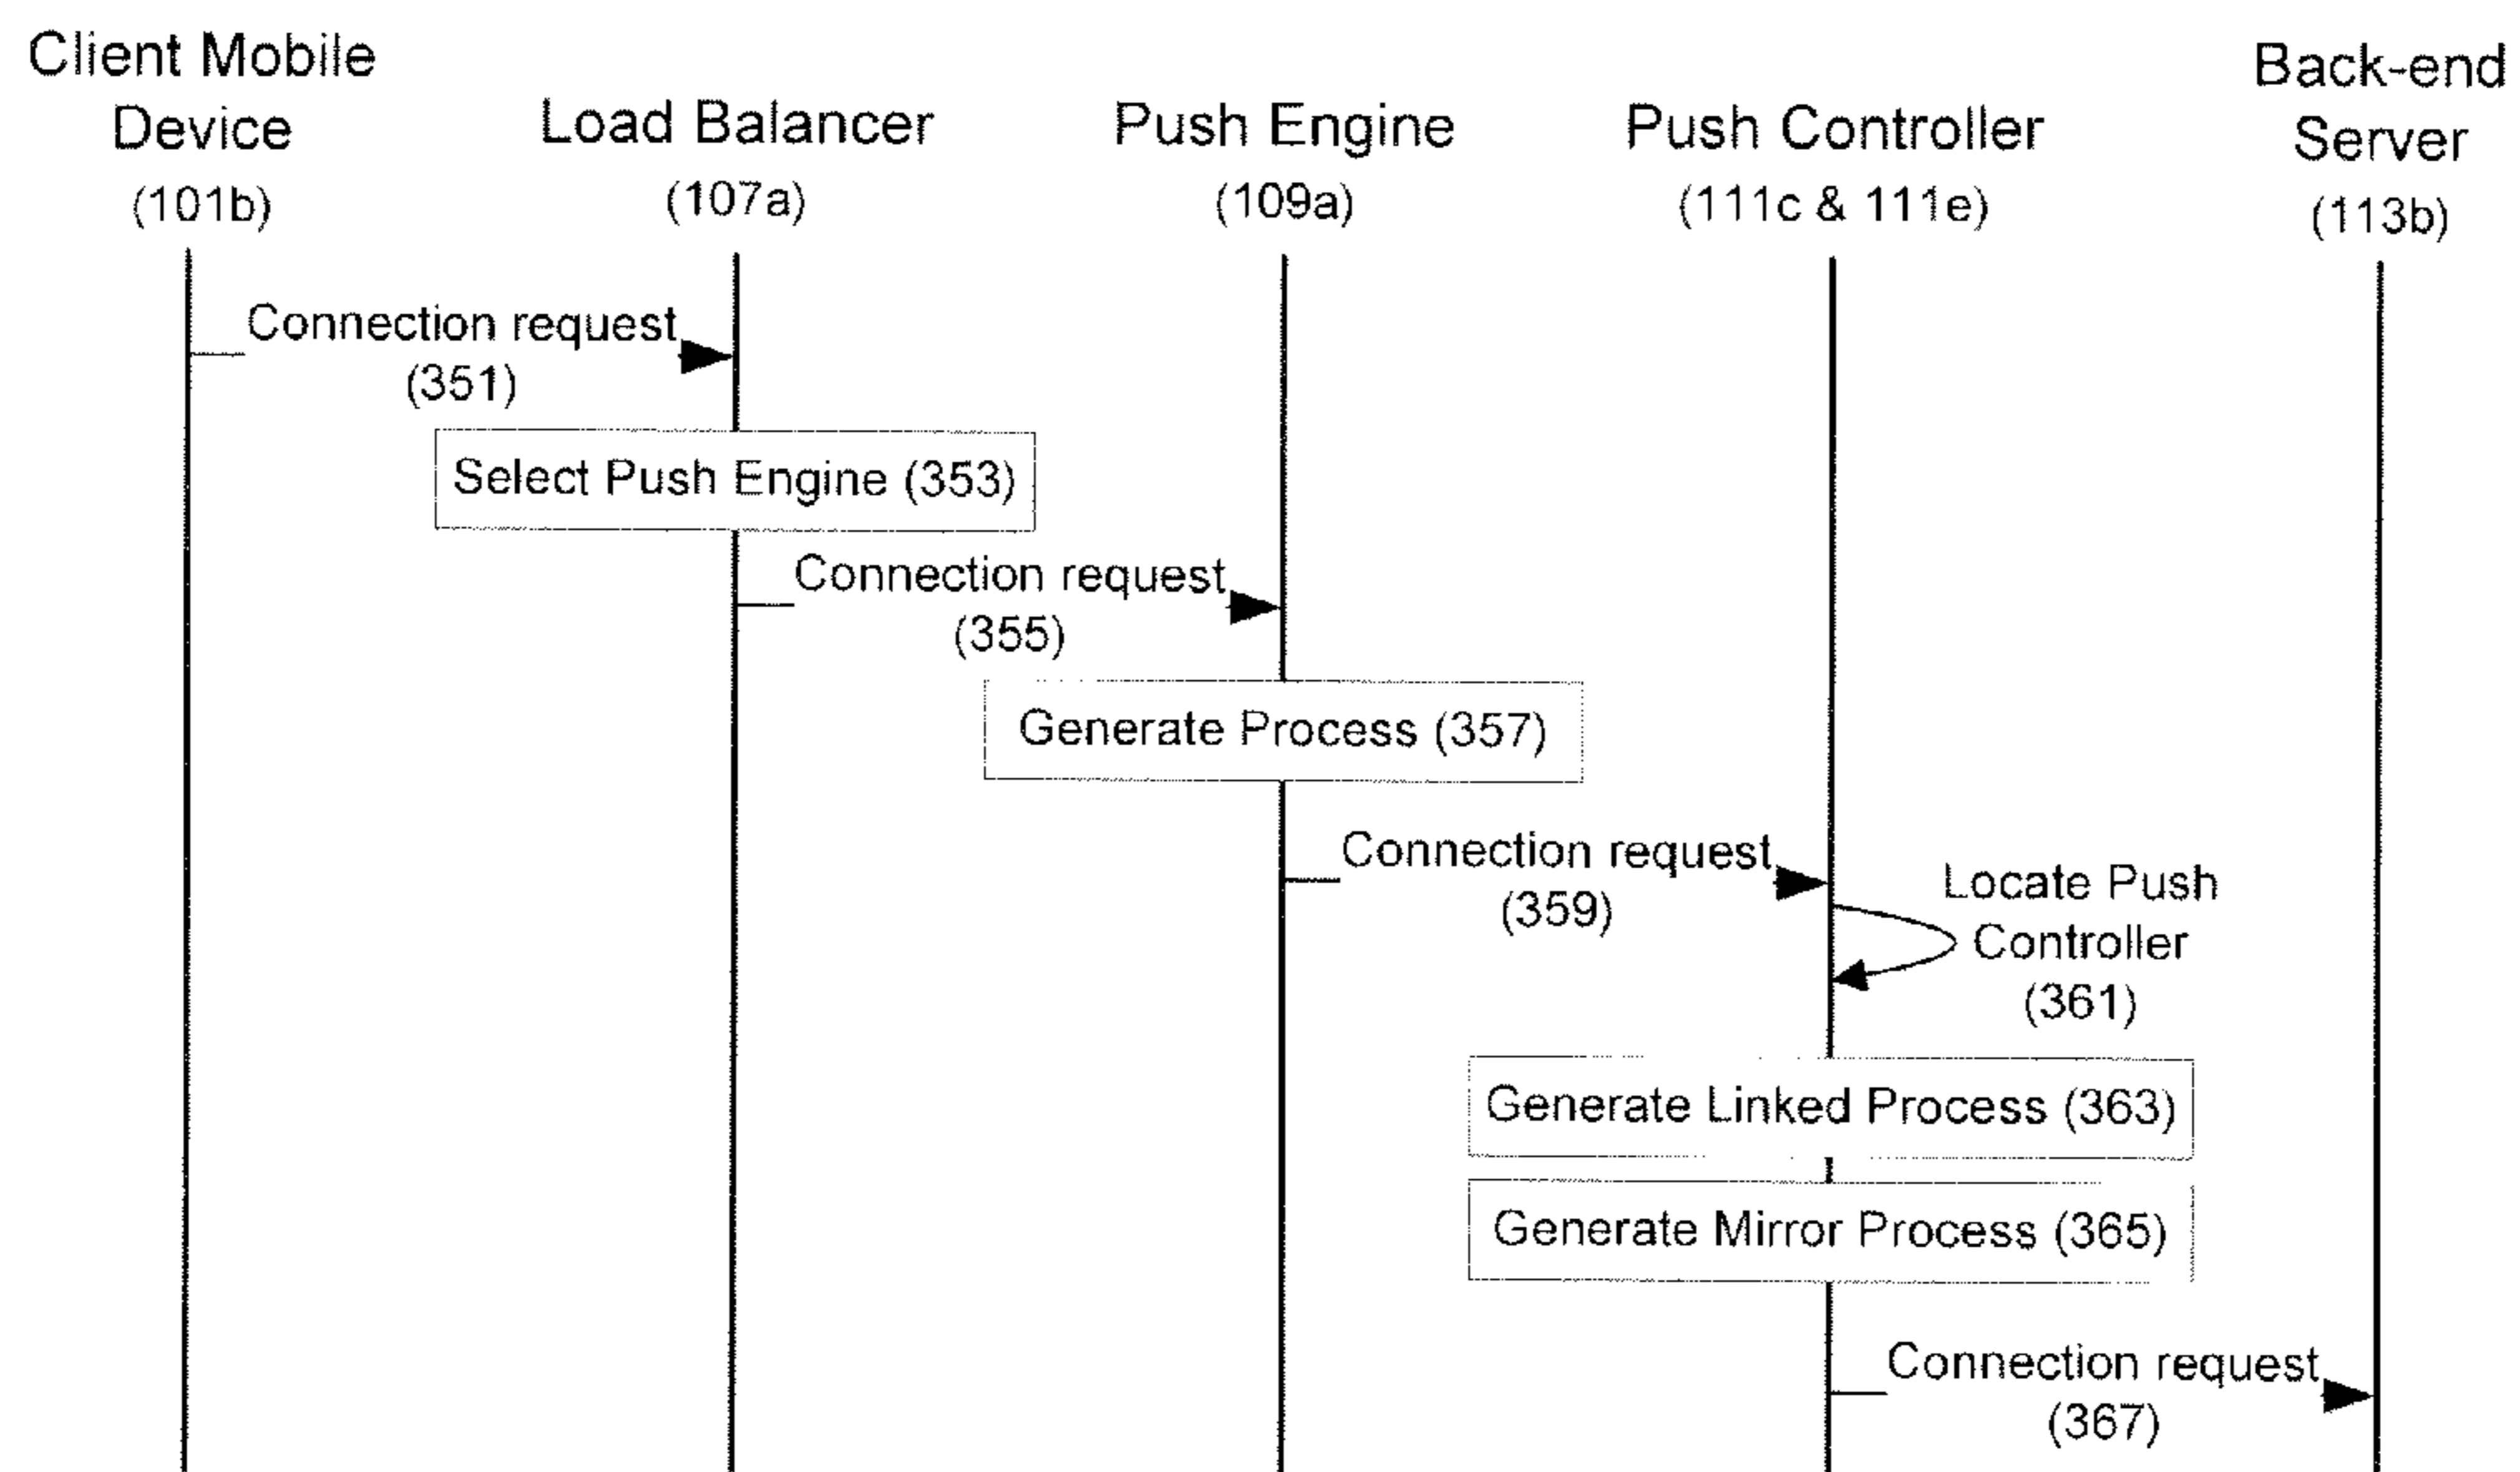 Client Mobile
Device
(101b)
Load Balancer
(107a)
Push Engine
(109a)
Push Controller
(111c & 111e)
Back-end
Server
(113b)
Connection request
(351)
Select Push Engine (353)
Connection request
(355)
Generate Process (357)
Connection request
(359)
Locate Push
Controller
(361)
Generate Linked Process (363)
Generate Mirror Process (365)
Connection request
(367)